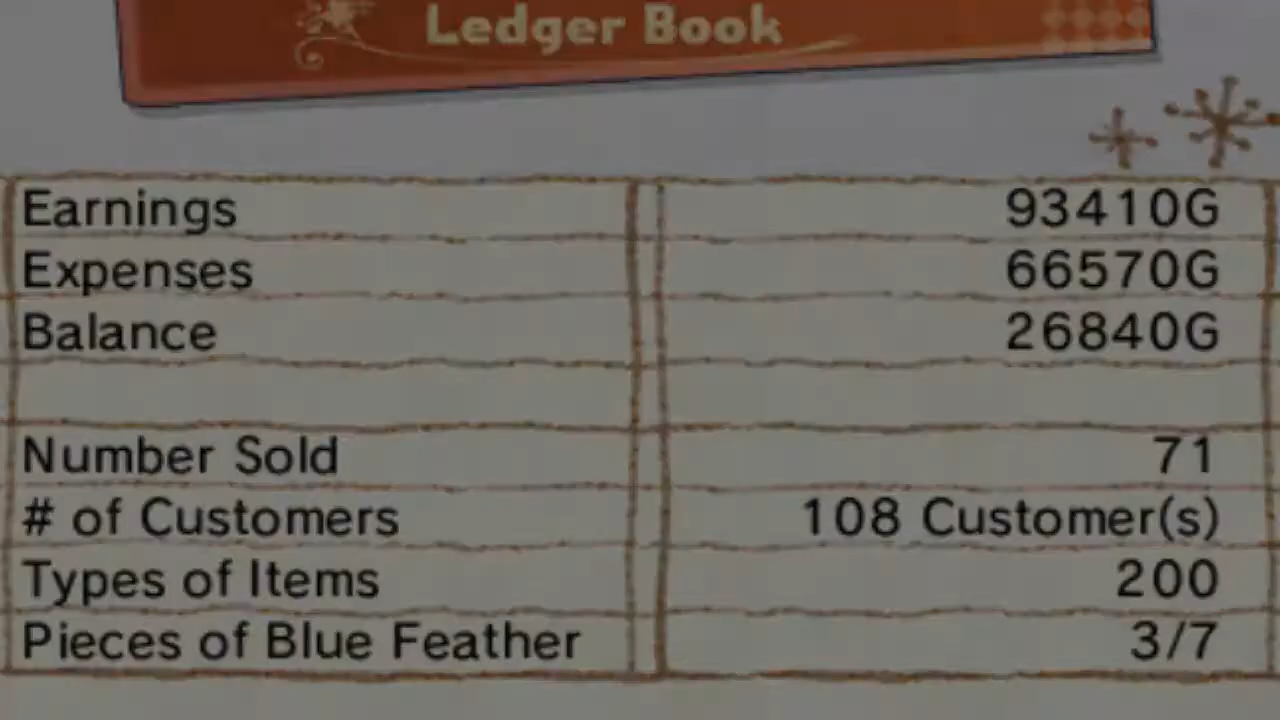 Ledger Book
Earnings 93410G
Expenses 66570G
Balance 26840G
Number Sold 71
# of Customers 108 Customer(s)
Types of Items 200
Pieces of Blue Feather 3/7